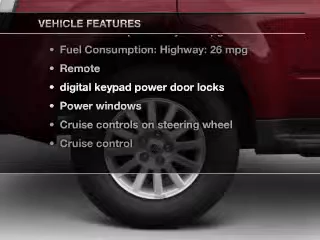 VEHICLE FEATURES
• Fuel Consumption: Highway: 26 mpg
• Remote
• digital keypad power door locks
• Power windows
• Cruise controls on steering wheel
• Cruise control